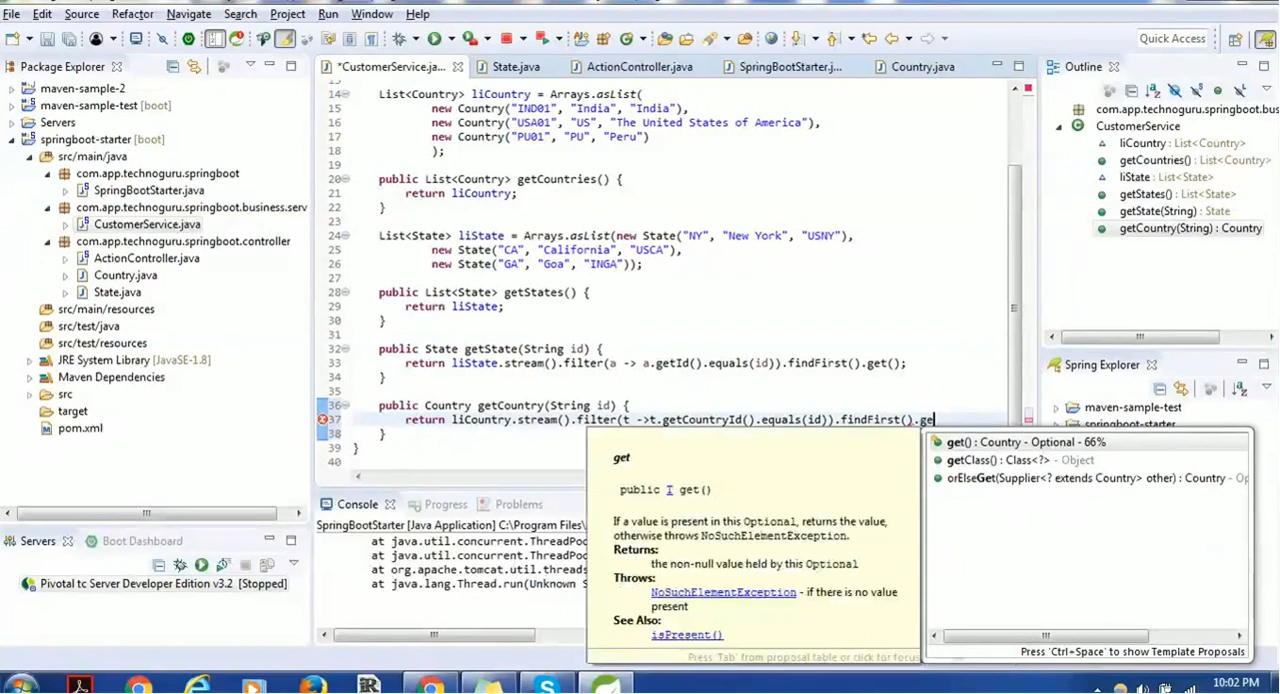 File Edit Source Refactor Navigate Search Project Run Window Help
Quick Access
Package Explorer
*CustomerService.ja...
State.java
ActionController.java
SpringBootStarter.j...
Country.java
Outline
maven-sample-2
maven-sample-test [boot]
Servers
springboot-starter [boot]
src/main/java
com.app.technoguru.springboot
SpringBootStarter.java
com.app.technoguru.springboot.business.serv
CustomerService.java
com.app.technoguru.springboot.controller
ActionController.java
Country.java
State.java
src/main/resources
src/test/java
src/test/resources
JRE System Library [JavaSE-1.8]
Maven Dependencies
src
target
pom.xml
14 List<Country> liCountry = Arrays.asList(
15 new Country("IND01", "India", "India"),
16 new Country("USA01", "US", "The United States of America"),
17 new Country("PU01", "PU", "Peru")
18 );
19
20 public List<Country> getCountries() {
21 return liCountry;
22 }
23
24 List<State> liState = Arrays.asList(new State("NY", "New York", "USNY"),
25 new State("CA", "California", "USCA"),
26 new State("GA", "Goa", "INGA"));
27
28 public List<State> getStates() {
29 return liState;
30 }
31
32 public State getState(String id) {
33 return liState.stream().filter(a -> a.getId().equals(id)).findFirst().get();
34 }
35
36 public Country getCountry(String id) {
37 return liCountry.stream().filter(t ->t.getCountryId().equals(id)).findFirst().ge
38 }
39 }
40
com.app.technoguru.springboot.bus
CustomerService
liCountry : List<Country>
getCountries() : List<Country>
liState : List<State>
getStates() : List<State>
getState(String) : State
getCountry(String) : Country
Spring Explorer
maven-sample-test
springboot-starter
get
public T get()
If a value is present in this Optional, returns the value,
otherwise throws NoSuchElementException.
Returns:
the non-null value held by this Optional
Throws:
NoSuchElementException - if there is no value
present
See Also:
isPresent()
Press 'Tab' from proposal table or click for focus
get() : Country - Optional - 66%
getClass() : Class<?> - Object
orElseGet(Supplier<? extends Country> other) : Country - Op
Press 'Ctrl+Space' to show Template Proposals
Console Progress Problems
SpringBootStarter [Java Application] C:\Program Files\
at java.util.concurrent.ThreadPoo
at java.util.concurrent.ThreadPoo
at org.apache.tomcat.util.threads
at java.lang.Thread.run(Unknown S
Servers Boot Dashboard
Pivotal tc Server Developer Edition v3.2 [Stopped]
10:02 PM